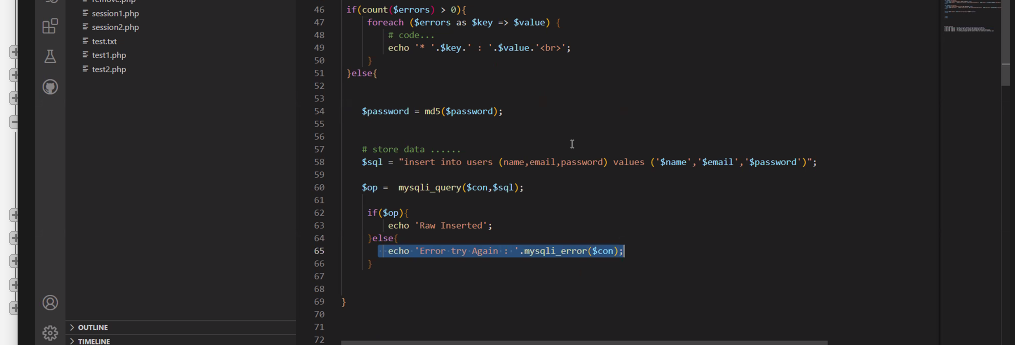 remove.php
session1.php
session2.php
test.txt
test1.php
test2.php
OUTLINE
TIMELINE
46 if(count($errors) > 0){
47 foreach ($errors as $key => $value) {
48 # code...
49 echo '* '.$key.' : '.$value.'<br>';
50 }
51 }else{
52
53
54 $password = md5($password);
55
56
57 # store data ......
58 $sql = "insert into users (name,email,password) values ('$name','$email','$password')";
59
60 $op =  mysqli_query($con,$sql);
61
62 if($op){
63 echo 'Raw Inserted';
64 }else{
65 echo 'Error try Again : '.mysqli_error($con);
66 }
67
68
69 }
70
71
72